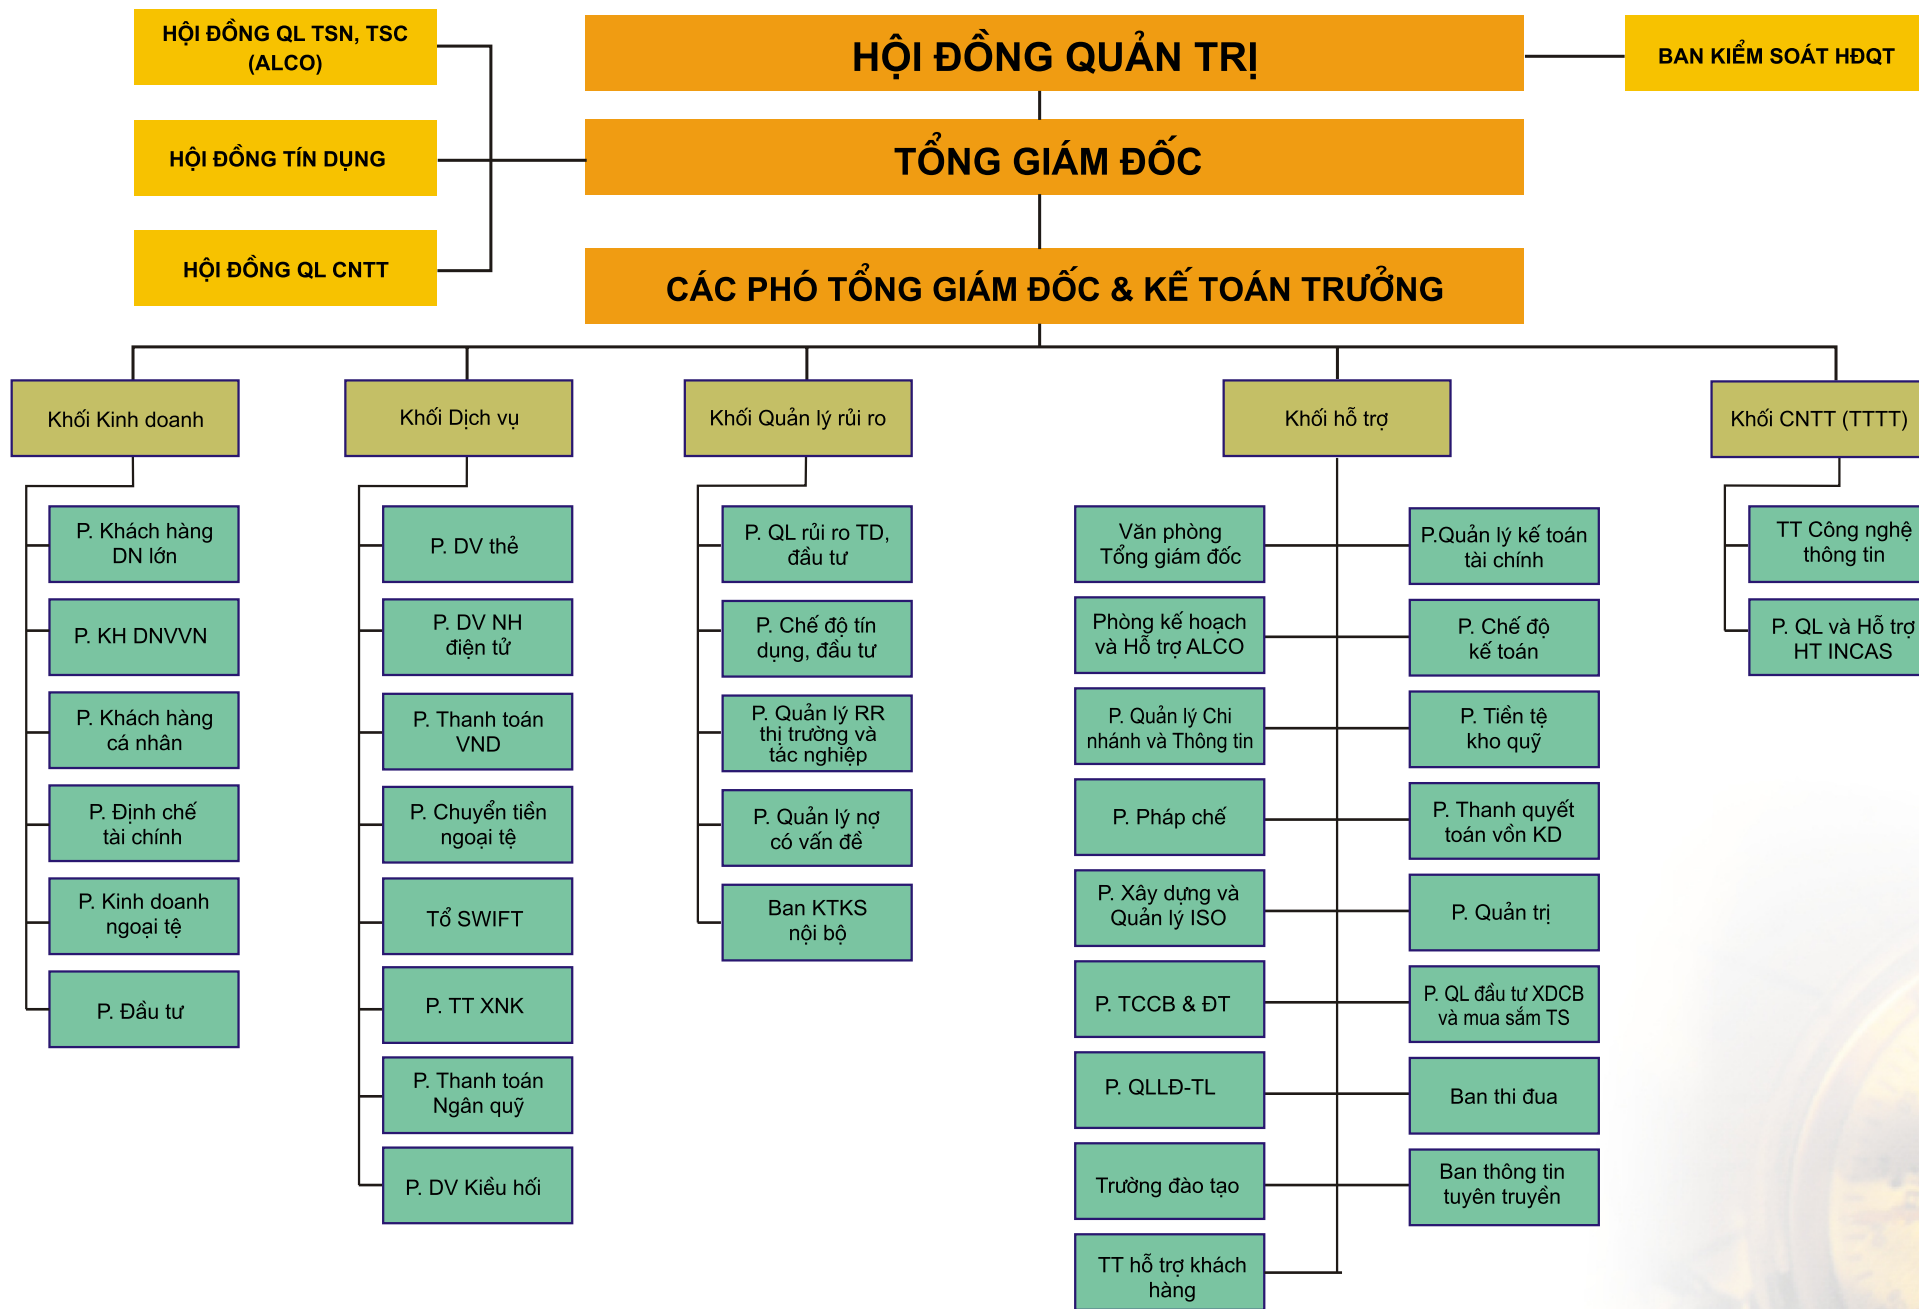 HỘI ĐỒNG QL TSN, TSC
(ALCO)
HỘI ĐỒNG QUẢN TRỊ
BAN KIỂM SOÁT HĐQT
HỘI ĐỒNG TÍN DỤNG
TỔNG GIÁM ĐỐC
HỘI ĐỒNG QL CNTT
CÁC PHÓ TỔNG GIÁM ĐỐC & KẾ TOÁN TRƯỞNG
Khối Kinh doanh
P. Khách hàng
DN lớn
P. KH DNVVN
P. Khách hàng
cá nhân
P. Định chế
tài chính
P. Kinh doanh
ngoại tệ
P. Đầu tư
Khối Dịch vụ
P. DV thẻ
P. DV NH
điện tử
P. Thanh toán
VND
P. Chuyển tiền
ngoại tệ
Tổ SWIFT
P. TT XNK
P. Thanh toán
Ngân quỹ
P. DV Kiều hối
Khối Quản lý rủi ro
P. QL rủi ro TD,
đầu tư
P. Chế độ tín
dụng, đầu tư
P. Quản lý RR
thị trường và
tác nghiệp
P. Quản lý nợ
có vấn đề
Ban KTKS
nội bộ
Khối hỗ trợ
Văn phòng
Tổng giám đốc
Phòng kế hoạch
và Hỗ trợ ALCO
P. Quản lý Chi
nhánh và Thông tin
P. Pháp chế
P. Xây dựng và
Quản lý ISO
P. TCCB & ĐT
P. QLLĐ-TL
Trường đào tạo
TT hỗ trợ khách
hàng
P.Quản lý kế toán
tài chính
P. Chế độ
kế toán
P. Tiền tệ
kho quỹ
P. Thanh quyết
toán vốn KD
P. Quản trị
P. QL đầu tư XDCB
và mua sắm TS
Ban thi đua
Ban thông tin
tuyên truyền
Khối CNTT (TTTT)
TT Công nghệ
thông tin
P. QL và Hỗ trợ
HT INCAS